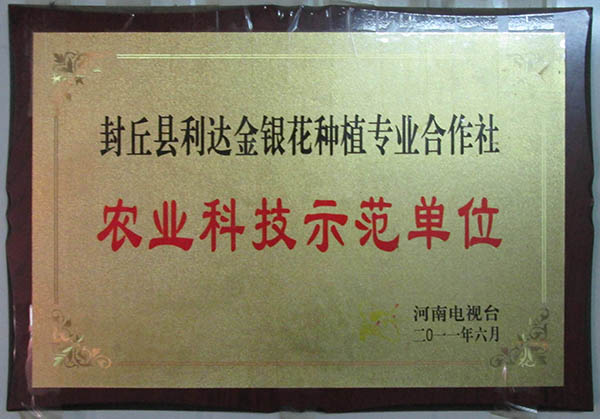 封丘县利达金银花种植专业合作社
农业科技示范单位
河南电视台
二〇一一年六月